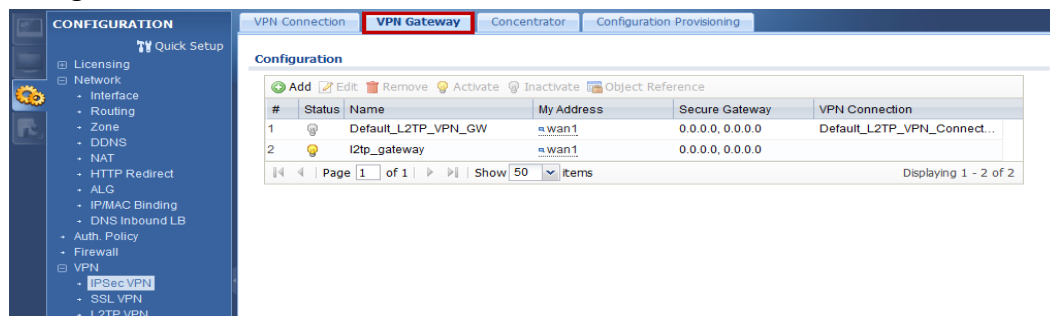 CONFIGURATION
Quick Setup
Licensing
Network
Interface
Routing
Zone
DDNS
NAT
HTTP Redirect
ALG
IP/MAC Binding
DNS Inbound LB
Auth. Policy
Firewall
VPN
IPSec VPN
SSL VPN
L2TP VPN
VPN Connection VPN Gateway Concentrator Configuration Provisioning
Configuration
Add Edit Remove Activate Inactivate Object Reference
# Status Name My Address Secure Gateway VPN Connection
1 Default_L2TP_VPN_GW wan1 0.0.0.0, 0.0.0.0 Default_L2TP_VPN_Connect...
2 l2tp_gateway wan1 0.0.0.0, 0.0.0.0
Page 1 of 1 Show 50 items Displaying 1 - 2 of 2